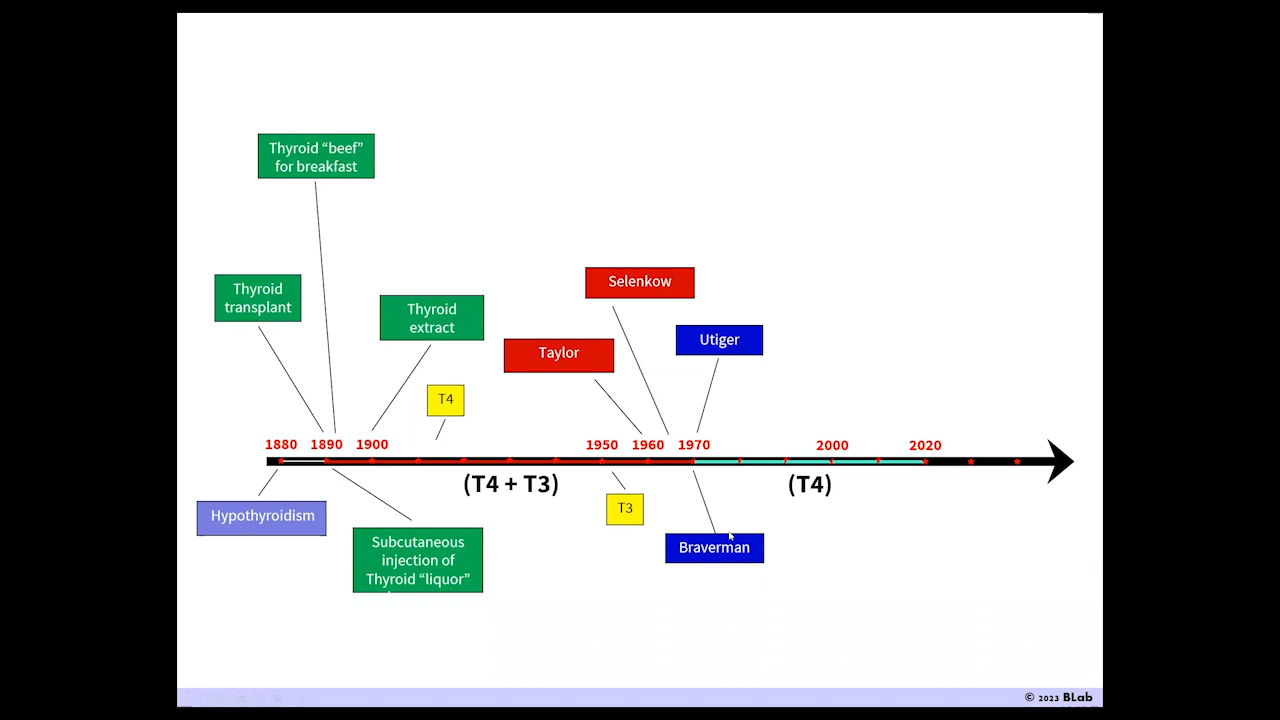 Thyroid “beef”
for breakfast
Thyroid
transplant
Thyroid
extract
Selenkow
Utiger
Taylor
T4
1880 1890 1900 1950 1960 1970 2000 2020
(T4 + T3)
(T4)
Hypothyroidism
T3
Subcutaneous
injection of
Thyroid “liquor”
Braverman
© 2023 BLab